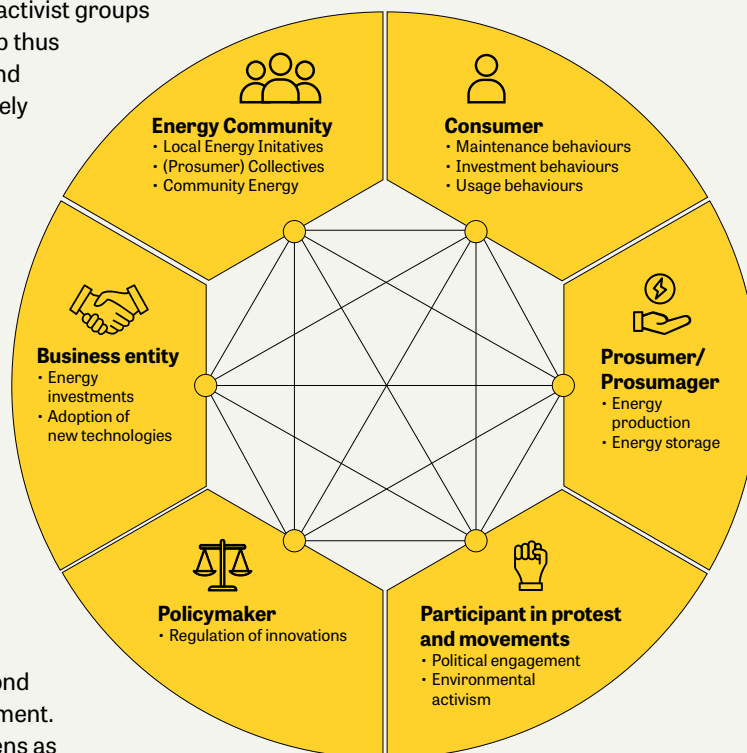 activist groups
thus
nd
ely
Energy Community
· Local Energy Initatives
· (Prosumer) Collectives
· Community Energy
Consumer
· Maintenance behaviours
· Investment behaviours
· Usage behaviours
Business entity
· Energy
investments
· Adoption of
new technologies
Prosumer/
Prosumager
· Energy
production
· Energy storage
Policymaker
· Regulation of innovations
Participant in protest
and movements
· Political engagement
· Environmental
activism
ond
ment.
ens as